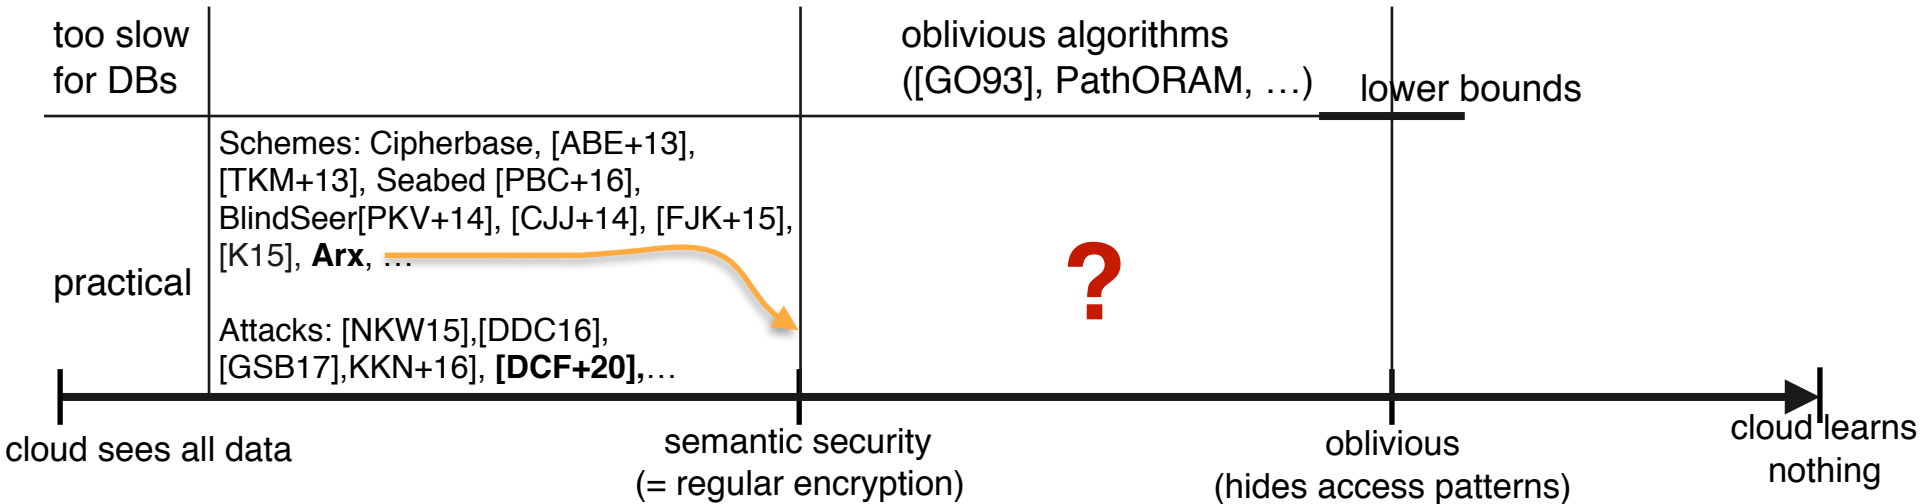 too slow
for DBs
oblivious algorithms
([GO93], PathORAM, …)
lower bounds
practical
Schemes: Cipherbase, [ABE+13],
[TKM+13], Seabed [PBC+16],
BlindSeer[PKV+14], [CJJ+14], [FJK+15],
[K15], Arx, …
Attacks: [NKW15],[DDC16],
[GSB17],KKN+16], [DCF+20],…
?
cloud sees all data
semantic security
(= regular encryption)
oblivious
(hides access patterns)
cloud learns
nothing